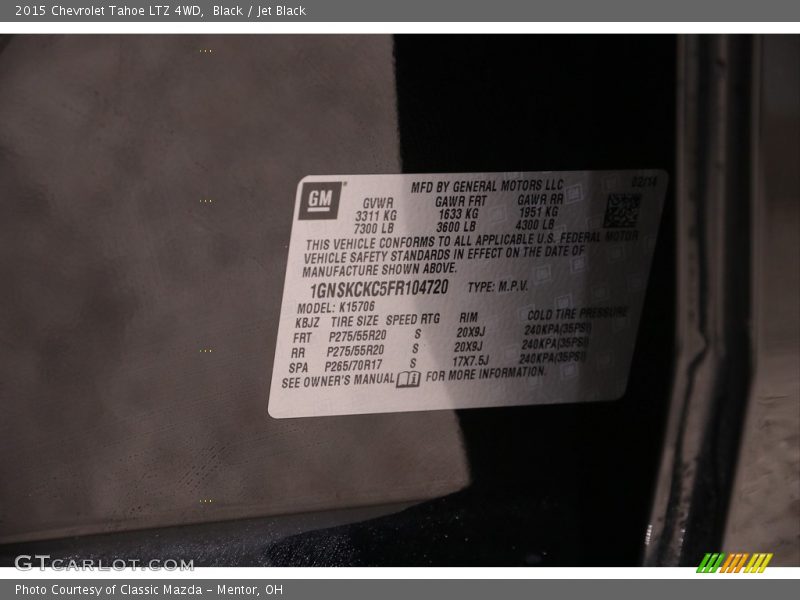 2015 Chevrolet Tahoe LTZ 4WD, Black / Jet Black
GM
MFD BY GENERAL MOTORS LLC 02/14
GVWR GAWR FRT GAWR RR
3311 KG 1633 KG 1951 KG
7300 LB 3600 LB 4300 LB
THIS VEHICLE CONFORMS TO ALL APPLICABLE U.S. FEDERAL MOTOR
VEHICLE SAFETY STANDARDS IN EFFECT ON THE DATE OF
MANUFACTURE SHOWN ABOVE.
1GNSKCKC5FR104720 TYPE: M.P.V.
MODEL: K15706
KBJZ TIRE SIZE SPEED RTG RIM COLD TIRE PRESSURE
FRT P275/55R20 S 20X9J 240KPA(35PSI)
RR P275/55R20 S 20X9J 240KPA(35PSI)
SPA P265/70R17 S 17X7.5J 240KPA(35PSI)
SEE OWNER'S MANUAL FOR MORE INFORMATION.
GTCARLOT.COM
Photo Courtesy of Classic Mazda - Mentor, OH